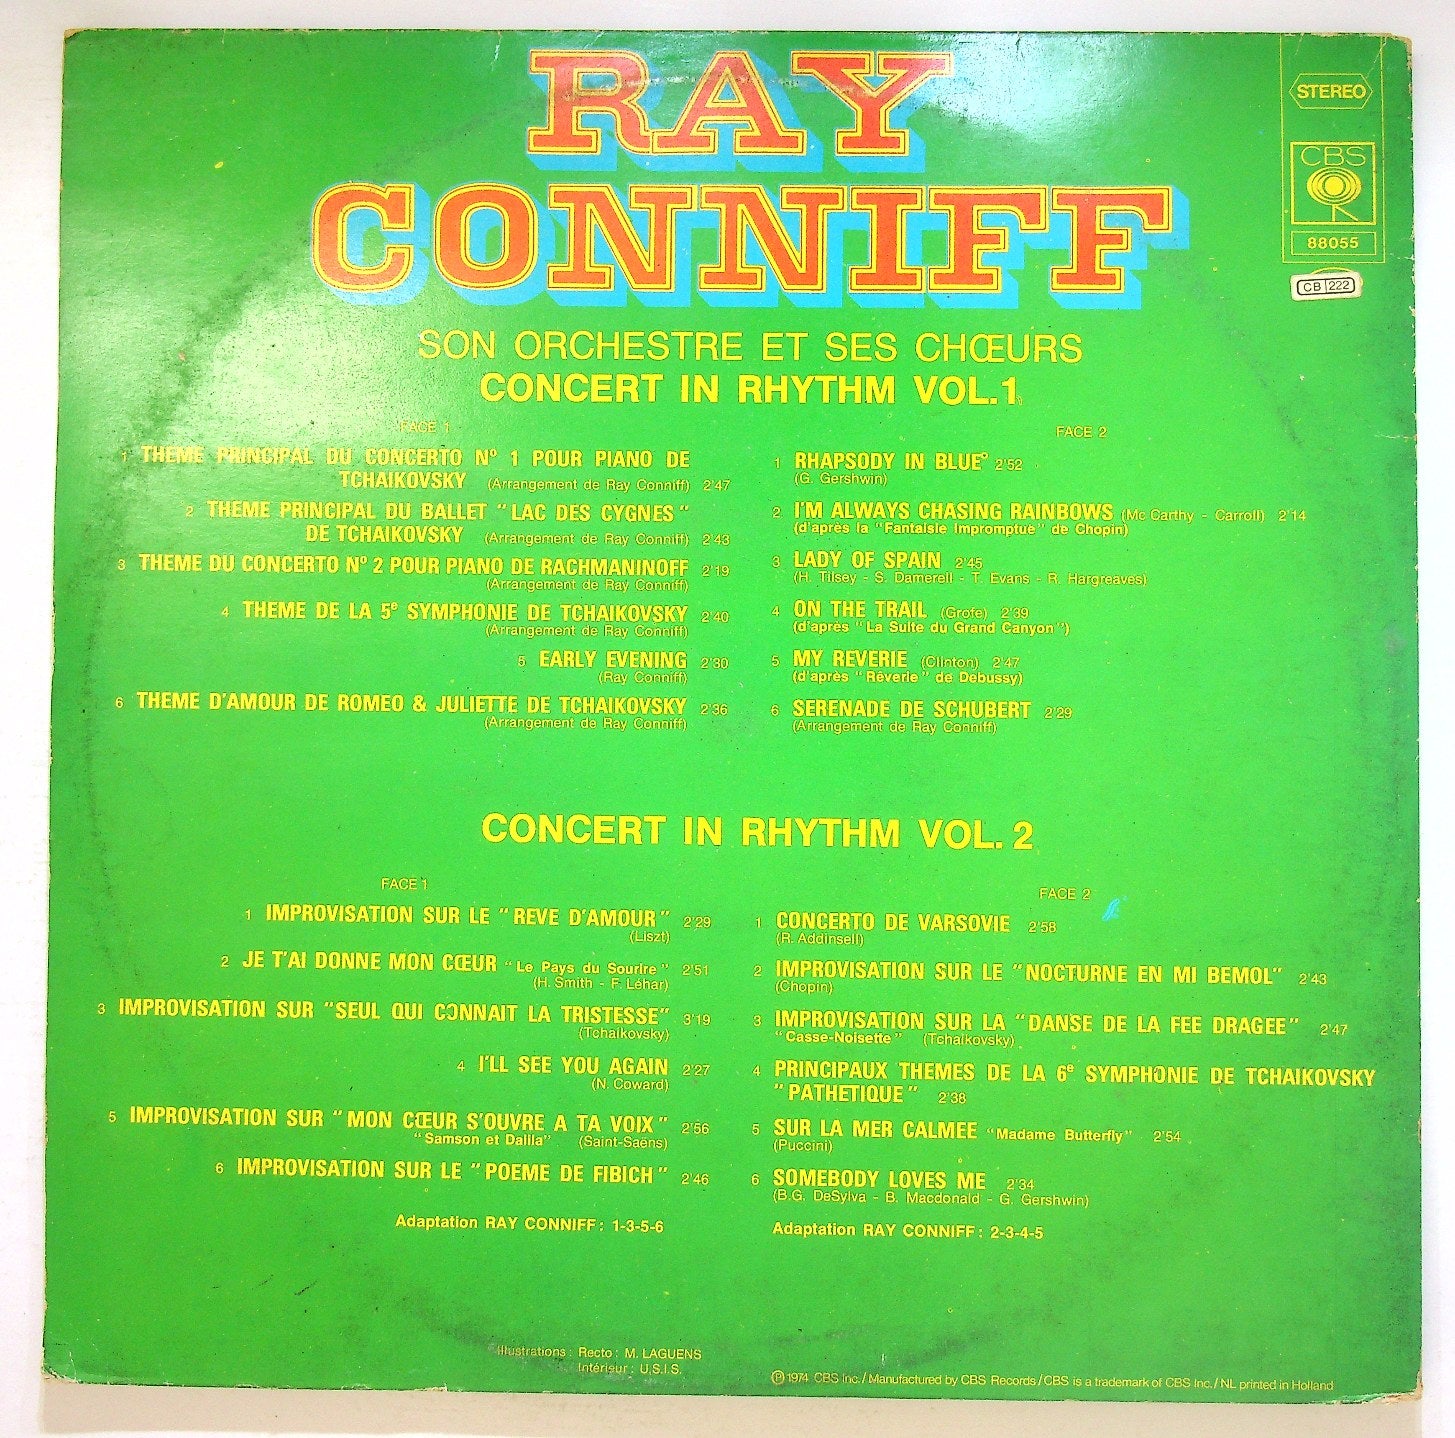 RAY
CONNIFF
STEREO
CBS
88055
CB 222
SON ORCHESTRE ET SES CHŒURS
CONCERT IN RHYTHM VOL.1
FACE 1
1 THEME PRINCIPAL DU CONCERTO Nº 1 POUR PIANO DE
TCHAIKOVSKY (Arrangement de Ray Conniff) 2'47
2 THEME PRINCIPAL DU BALLET "LAC DES CYGNES"
DE TCHAIKOVSKY (Arrangement de Ray Conniff) 2'43
3 THEME DU CONCERTO Nº 2 POUR PIANO DE RACHMANINOFF 2'19
(Arrangement de Ray Conniff)
4 THEME DE LA 5e SYMPHONIE DE TCHAIKOVSKY 2'40
(Arrangement de Ray Conniff)
5 EARLY EVENING 2'30
(Ray Conniff)
6 THEME D'AMOUR DE ROMEO & JULIETTE DE TCHAIKOVSKY 2'36
(Arrangement de Ray Conniff)
FACE 2
1 RHAPSODY IN BLUE° 2'52
(G. Gershwin)
2 I'M ALWAYS CHASING RAINBOWS (Mc Carthy - Carroll) 2'14
(d'après la "Fantaisie Impromptue" de Chopin)
3 LADY OF SPAIN 2'45
(H. Tilsey - S. Damerell - T. Evans - R. Hargreaves)
4 ON THE TRAIL (Grofe) 2'39
(d'après "La Suite du Grand Canyon")
5 MY REVERIE (Clinton) 2'47
(d'après "Rêverie" de Debussy)
6 SERENADE DE SCHUBERT 2'29
(Arrangement de Ray Conniff)
CONCERT IN RHYTHM VOL. 2
FACE 1
1 IMPROVISATION SUR LE "REVE D'AMOUR" 2'29
(Liszt)
2 JE T'AI DONNE MON CŒUR "Le Pays du Sourire" 2'51
(H. Smith - F. Léhar)
3 IMPROVISATION SUR "SEUL QUI CONNAIT LA TRISTESSE" 3'19
(Tchaïkovsky)
4 I'LL SEE YOU AGAIN 2'27
(N. Coward)
5 IMPROVISATION SUR "MON CŒUR S'OUVRE A TA VOIX" 2'56
"Samson et Dalila" (Saint-Saëns)
6 IMPROVISATION SUR LE "POEME DE FIBICH" 2'46
Adaptation RAY CONNIFF : 1-3-5-6
FACE 2
1 CONCERTO DE VARSOVIE 2'58
(R. Addinsell)
2 IMPROVISATION SUR LE "NOCTURNE EN MI BEMOL" 2'43
(Chopin)
3 IMPROVISATION SUR LA "DANSE DE LA FEE DRAGEE" 2'47
"Casse-Noisette" (Tchaïkovsky)
4 PRINCIPAUX THEMES DE LA 6e SYMPHONIE DE TCHAIKOVSKY
"PATHETIQUE" 2'38
5 SUR LA MER CALMEE "Madame Butterfly" 2'54
(Puccini)
6 SOMEBODY LOVES ME 2'34
(B.G. DeSylva - B. Macdonald - G. Gershwin)
Adaptation RAY CONNIFF : 2-3-4-5
Illustrations : Recto : M. LAGUENS
Intérieur : U.S.I.S.
℗ 1974 CBS Inc./Manufactured by CBS Records/CBS is a trademark of CBS Inc./NL printed in Holland